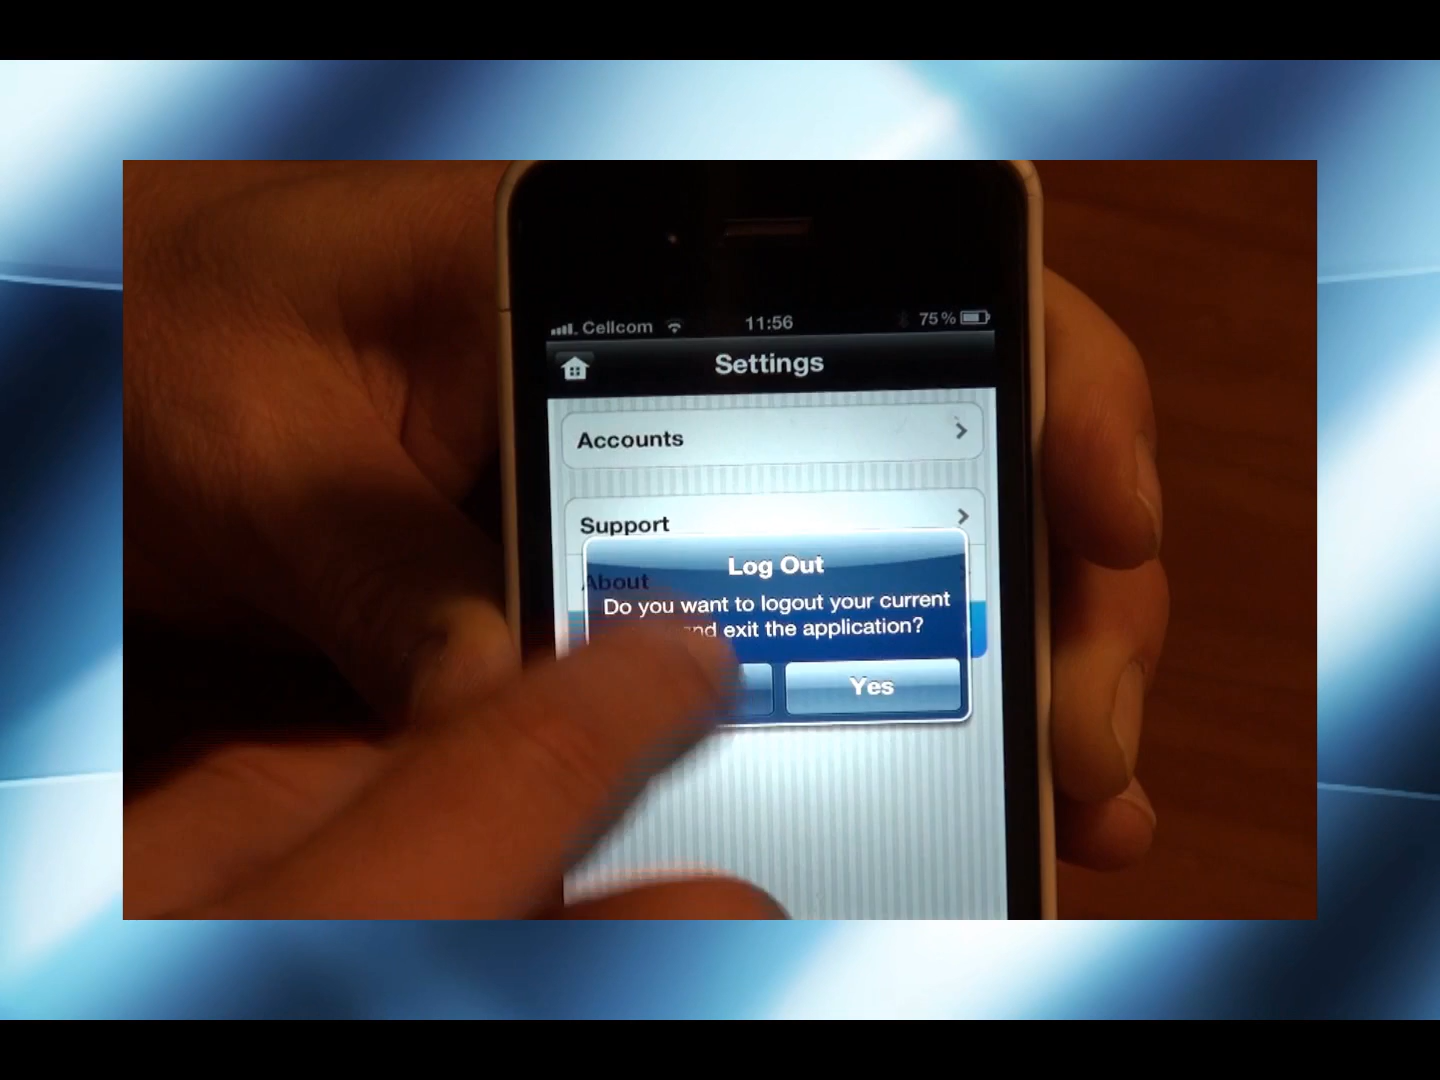 Cellcom 11:56 75%
Settings
Accounts
Support
About
Log Out
Do you want to logout your current
and exit the application?
Yes